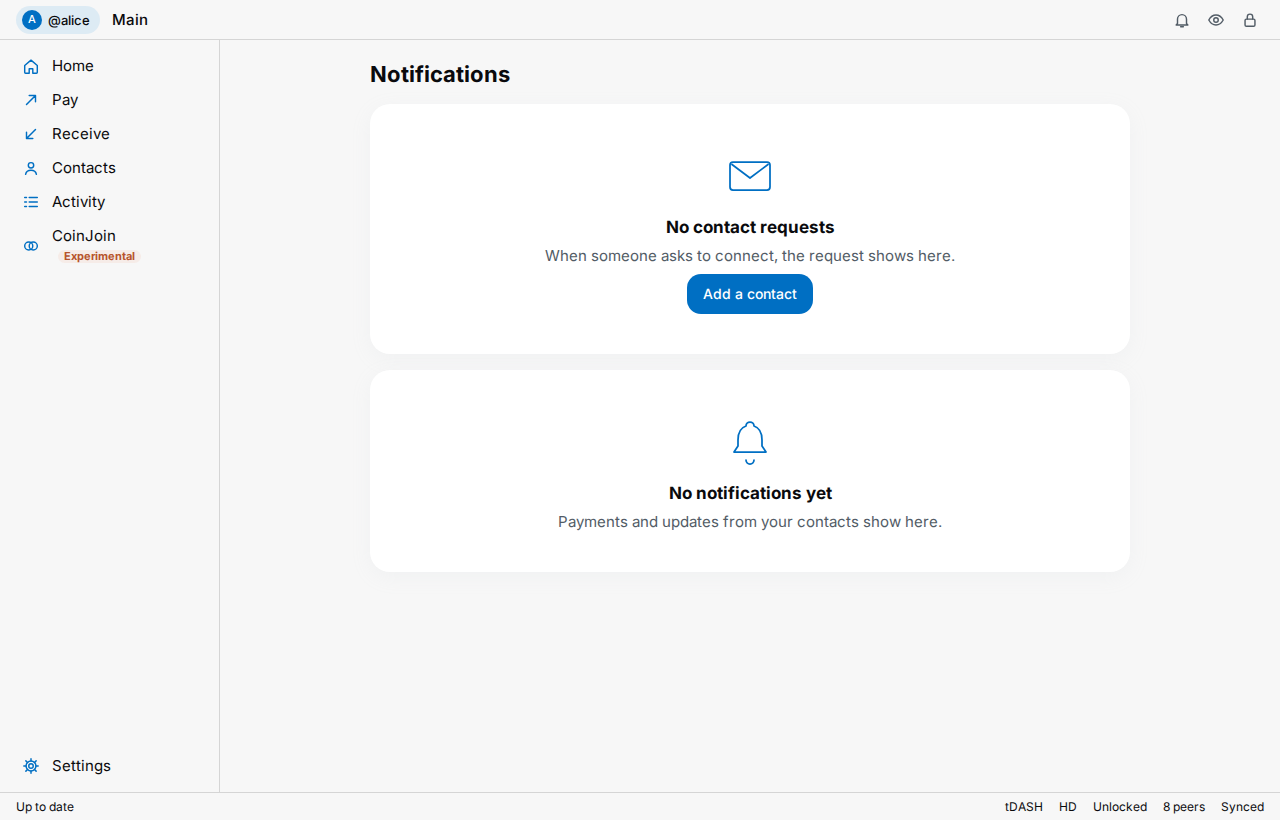 A @alice Main
Notifications
Home
Pay
Receive
Contacts
Activity
CoinJoin
Experimental
No contact requests
When someone asks to connect, the request shows here.
Add a contact
No notifications yet
Payments and updates from your contacts show here.
Settings
Up to date tDASH HD Unlocked 8 peers Synced